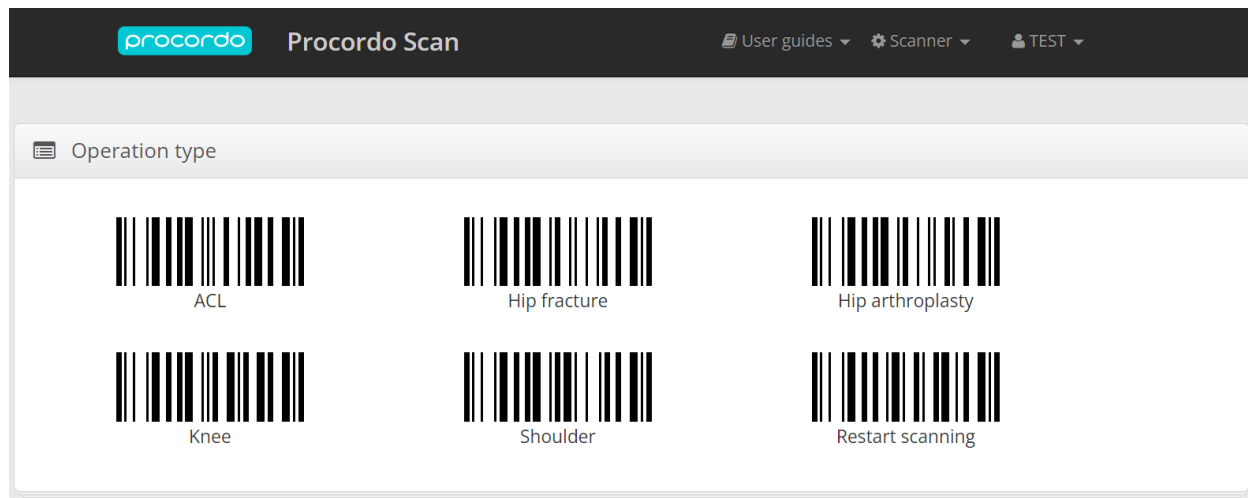 procordo Procordo Scan User guides Scanner TEST
Operation type
ACL Hip fracture Hip arthroplasty
Knee Shoulder Restart scanning